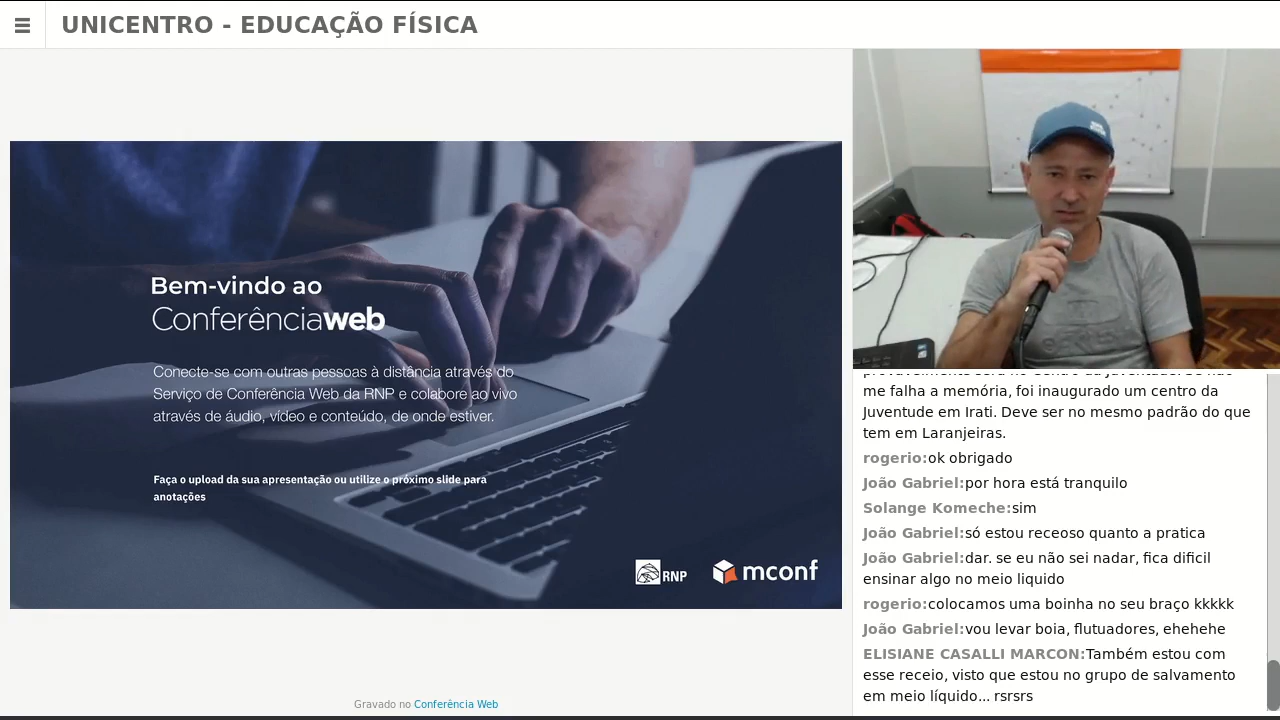 UNICENTRO - EDUCAÇÃO FÍSICA
Bem-vindo ao
Conferênciaweb
Conecte-se com outras pessoas à distância através do
Serviço de Conferência Web da RNP e colabore ao vivo
através de áudio, vídeo e conteúdo, de onde estiver.
Faça o upload da sua apresentação ou utilize o próximo slide para
anotações
RNP
mconf
Gravado no Conferência Web
me falha a memória, foi inaugurado um centro da
Juventude em Irati. Deve ser no mesmo padrão do que
tem em Laranjeiras.
rogerio:ok obrigado
João Gabriel:por hora está tranquilo
Solange Komeche:sim
João Gabriel:só estou receoso quanto a pratica
João Gabriel:dar. se eu não sei nadar, fica dificil
ensinar algo no meio liquido
rogerio:colocamos uma boinha no seu braço kkkkk
João Gabriel:vou levar boia, flutuadores, ehehehe
ELISIANE CASALLI MARCON:Também estou com
esse receio, visto que estou no grupo de salvamento
em meio líquido... rsrsrs